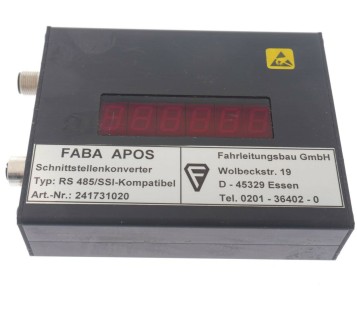 FABA APOS
Schnittstellenkonverter
Typ: RS 485/SSI-Kompatibel
Art.-Nr.: 241731020
Fahrleitungsbau GmbH
Wolbeckstr. 19
D - 45329 Essen
Tel. 0201 - 36402 - 0